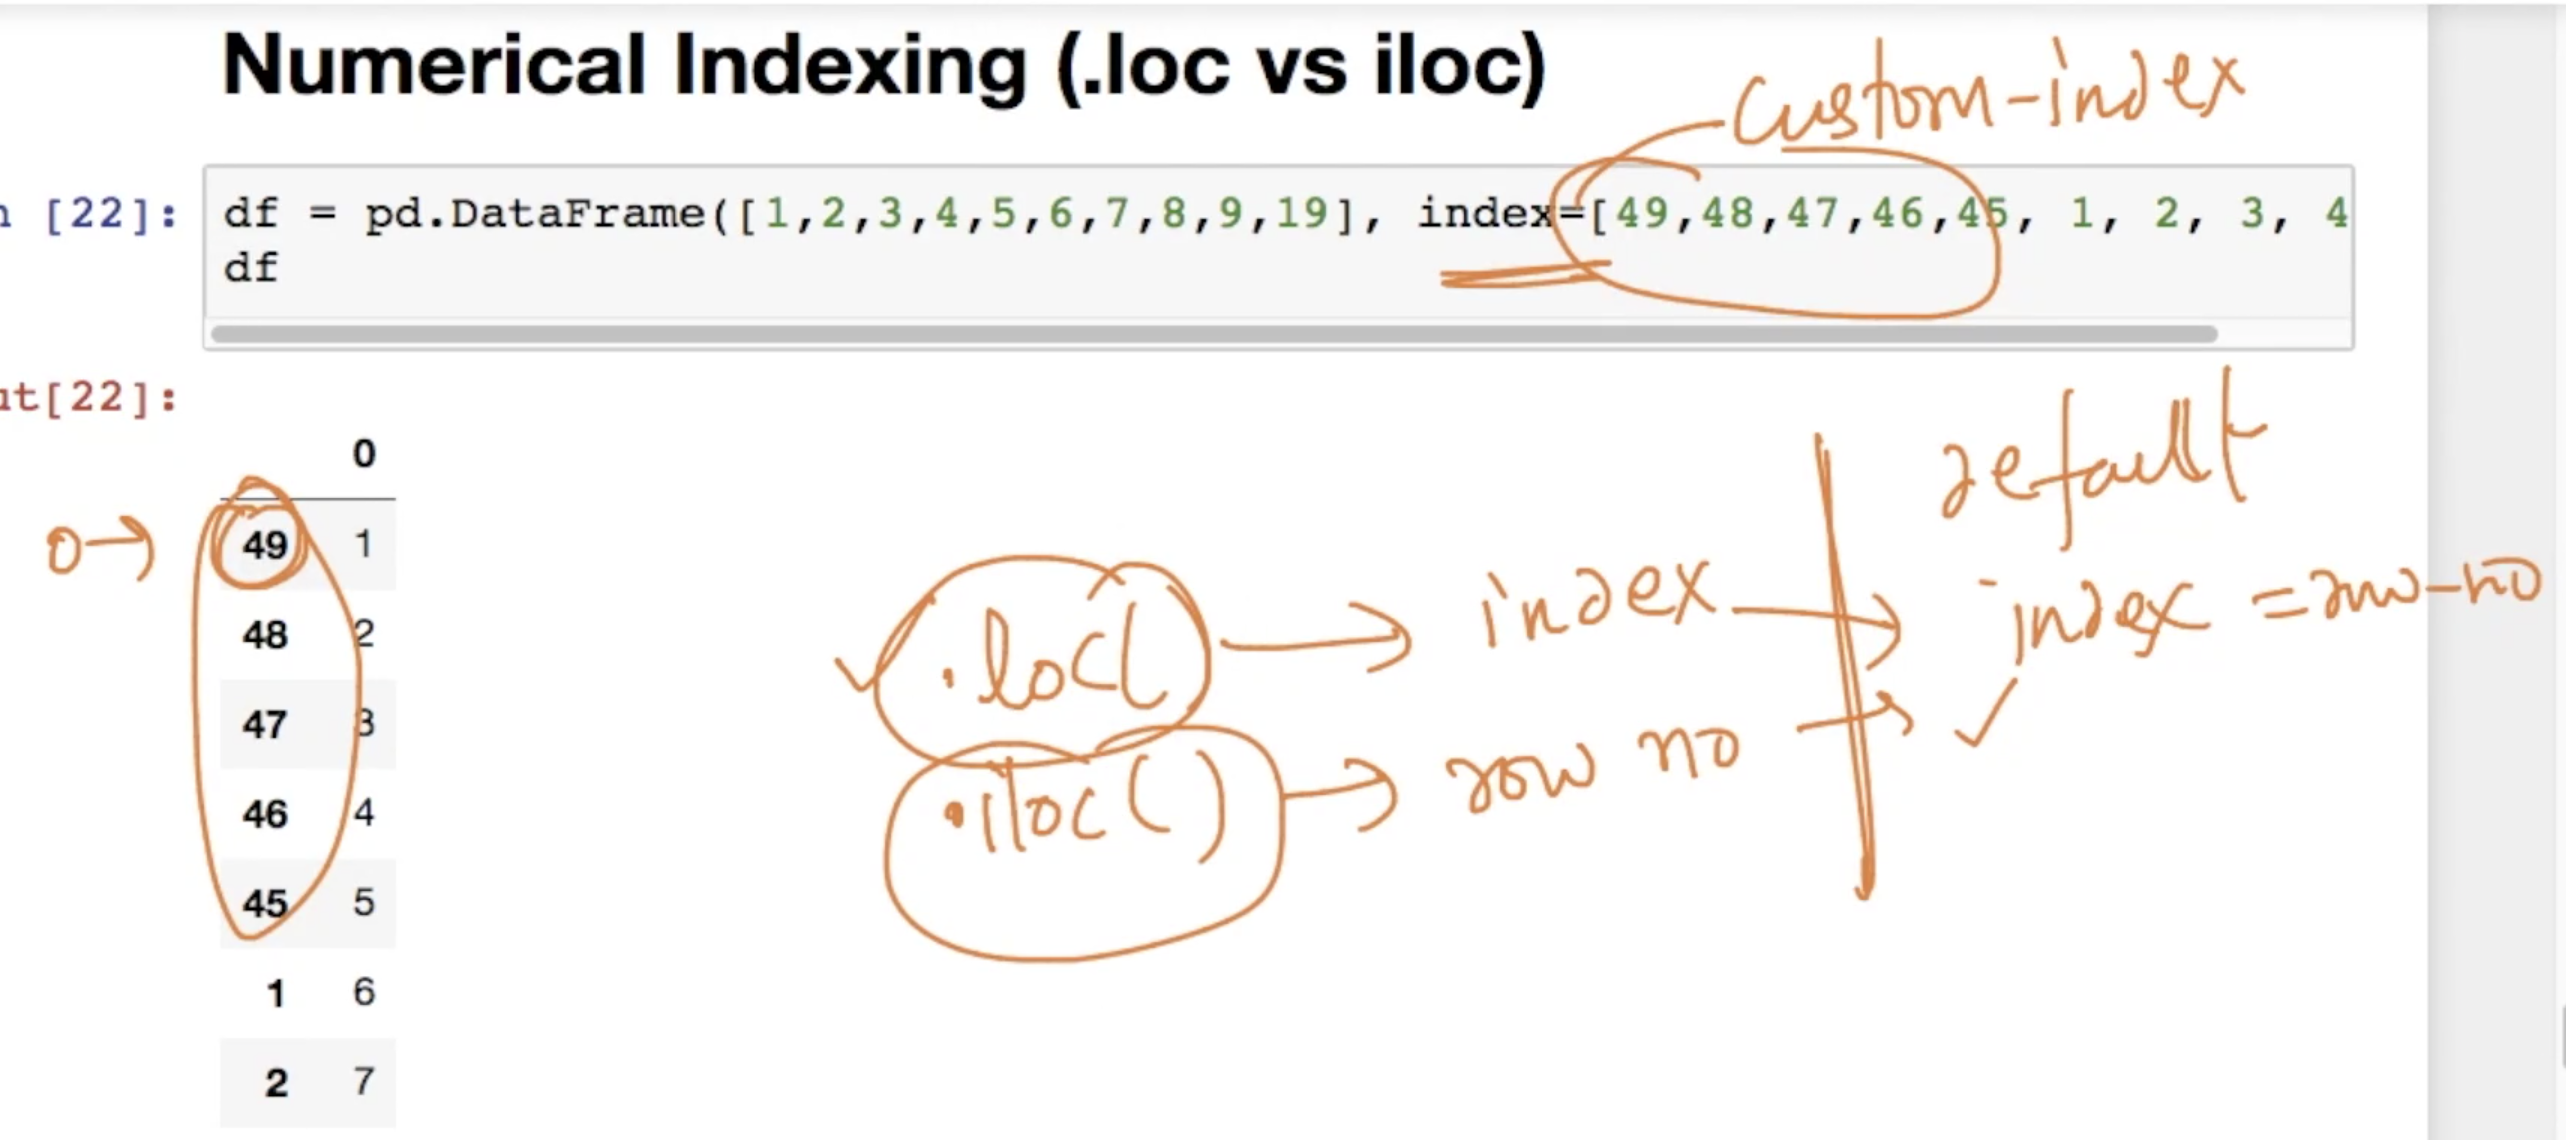 Numerical Indexing (.loc vs iloc)
custom-index
n [22]: df = pd.DataFrame([1,2,3,4,5,6,7,8,9,19], index=[49,48,47,46,45, 1, 2, 3, 4
df
ut[22]:
default
0
0→ 49 1
.loc( → index → index = row-no
48 2
47 3
.iloc() → row no →
46 4
45 5
1 6
2 7